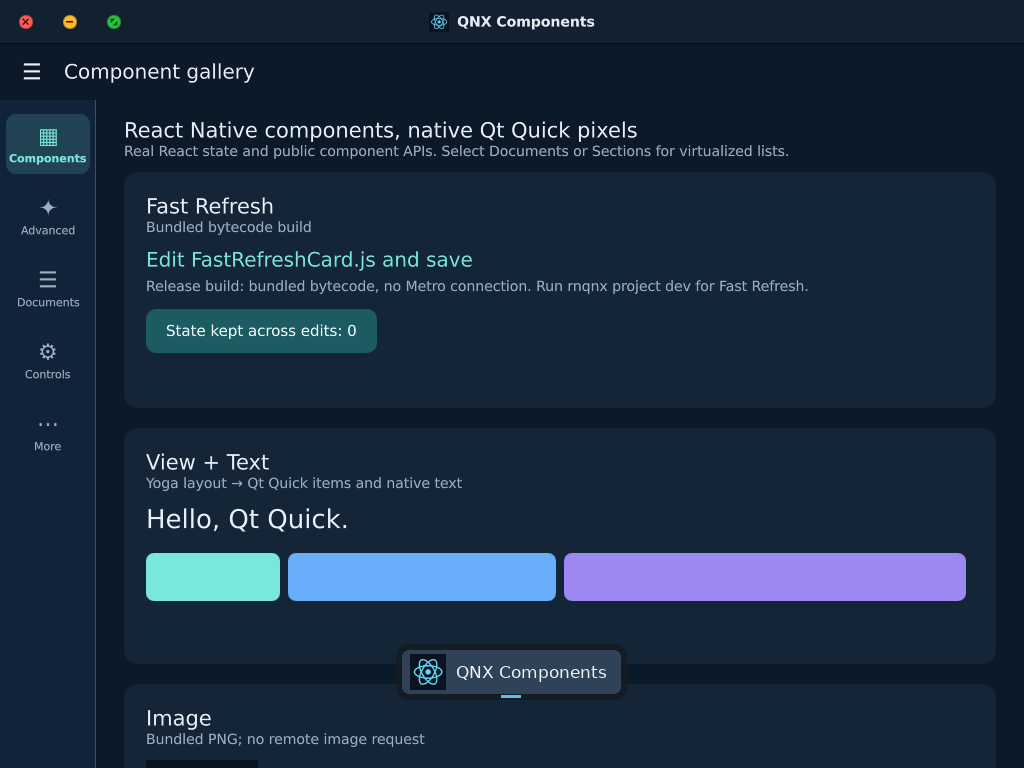 QNX Components
Component gallery
Components
Advanced
Documents
Controls
More
React Native components, native Qt Quick pixels
Real React state and public component APIs. Select Documents or Sections for virtualized lists.
Fast Refresh
Bundled bytecode build
Edit FastRefreshCard.js and save
Release build: bundled bytecode, no Metro connection. Run rnqnx project dev for Fast Refresh.
State kept across edits: 0
View + Text
Yoga layout → Qt Quick items and native text
Hello, Qt Quick.
QNX Components
Image
Bundled PNG; no remote image request